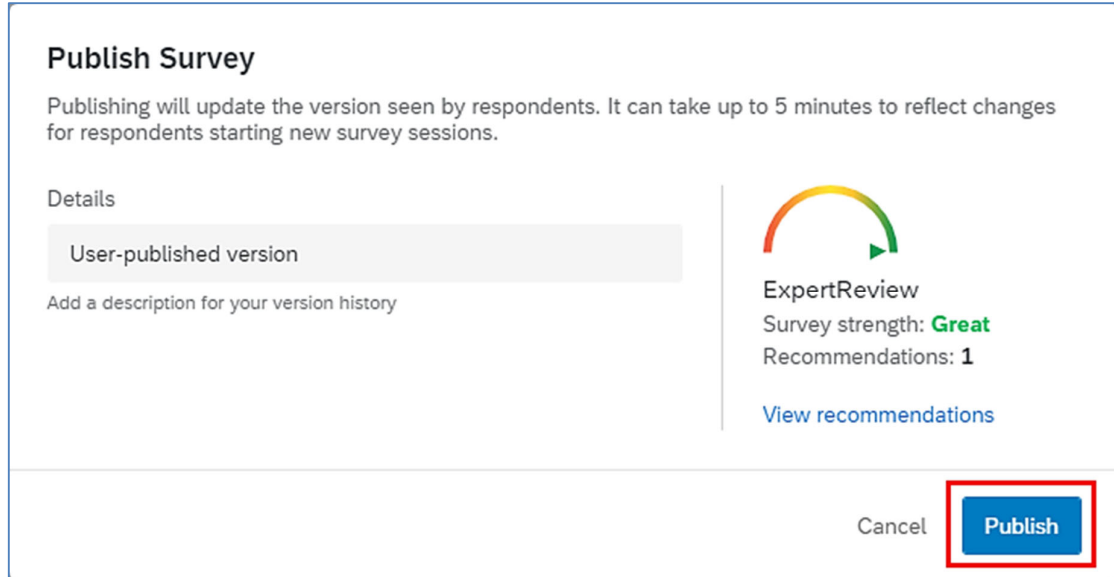 Publish Survey
Publishing will update the version seen by respondents. It can take up to 5 minutes to reflect changes
for respondents starting new survey sessions.
Details
User-published version
Add a description for your version history
ExpertReview
Survey strength: Great
Recommendations: 1
View recommendations
Cancel
Publish